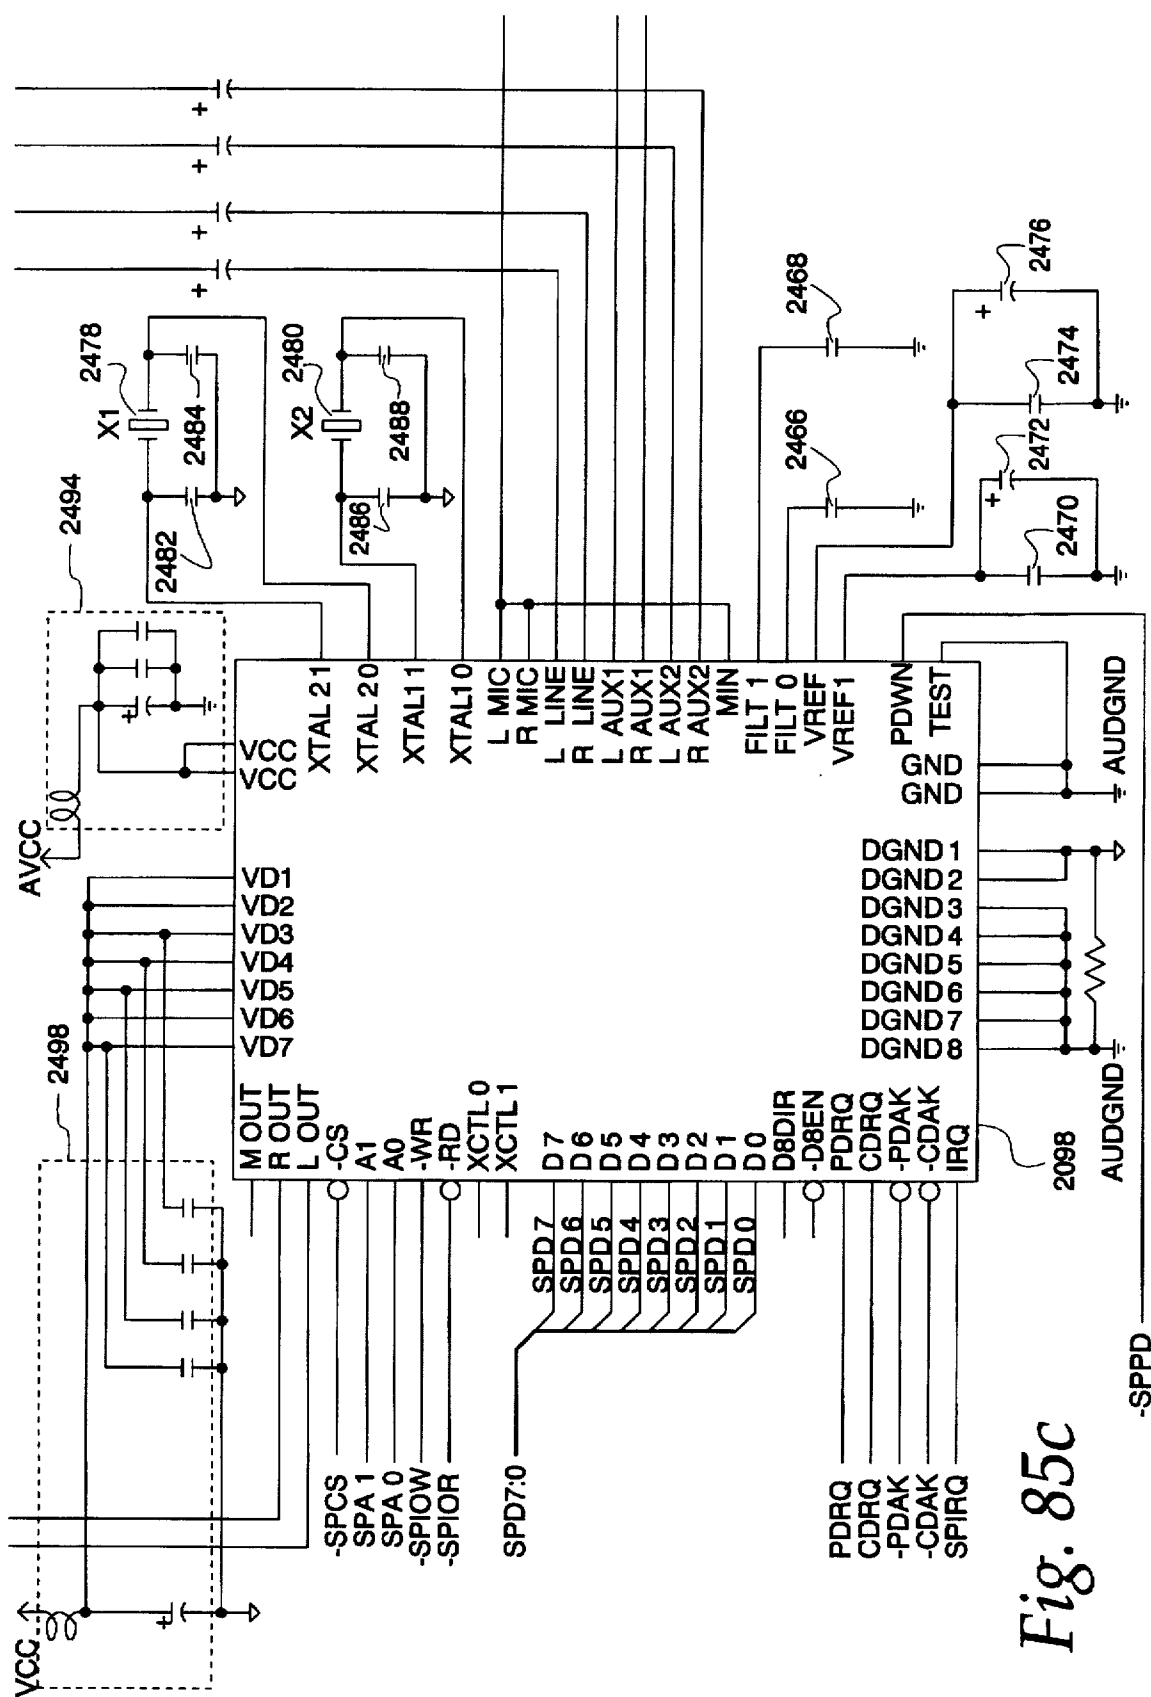 VCC
2498
AVCC
2494
X1
2478
2482
2484
X2
2480
2486
2488
+
+
+
+
+
+
VD7
VD6
VD5
VD4
VD3
VD2
VD1
VCC
VCC
M OUT
R OUT
L OUT
-CS
A1
A0
-WR
-RD
XCTL 0
XCTL 1
D7
D6
D5
D4
D3
D2
D1
D0
D8DIR
-D8EN
PDRQ
CDRQ
-PDAK
-CDAK
IRQ
-SPCS
SPA 1
SPA 0
-SPIOW
-SPIOR
SPD7:0
SPD7
SPD6
SPD5
SPD4
SPD3
SPD2
SPD1
SPD0
PDRQ
CDRQ
-PDAK
-CDAK
SPIRQ
XTAL 21
XTAL 20
XTAL 11
XTAL 10
L MIC
R MIC
L LINE
R LINE
L AUX1
R AUX1
L AUX2
R AUX2
MIN
FILT 1
FILT 0
VREF
VREF1
PDWN
TEST
DGND 8
DGND 7
DGND 6
DGND 5
DGND 4
DGND 3
DGND 2
DGND 1
GND
GND
2466
2468
+
2470
2472
+
2474
2476
2098
AUDGND
AUDGND
-SPPD
Fig. 85c